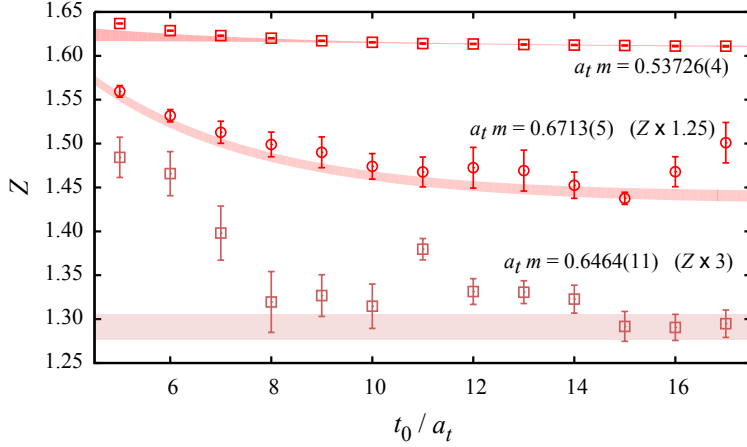 1.65
1.60
1.55
1.50
1.45
1.40
1.35
1.30
1.25
Z
a_t m = 0.53726(4)
a_t m = 0.6713(5) (Z x 1.25)
a_t m = 0.6464(11) (Z x 3)
6 8 10 12 14 16
t_0 / a_t